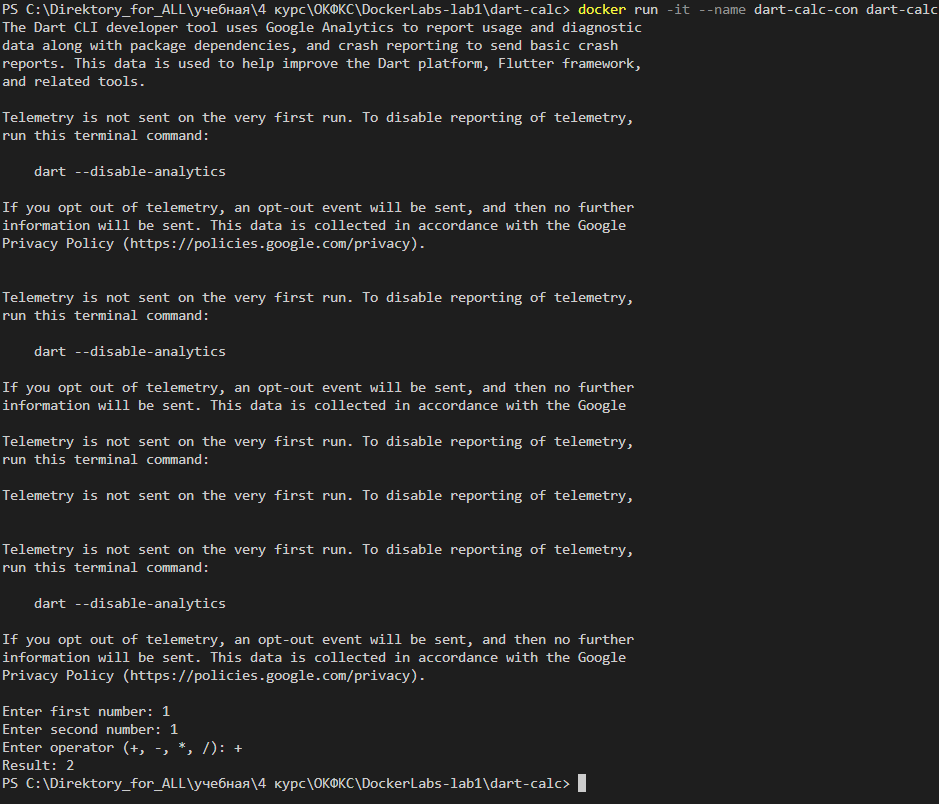 PS C:\Direktory_for_ALL\учебная\4 курс\ОКФКС\DockerLabs-lab1\dart-calc> docker run -it --name dart-calc-con dart-calc
The Dart CLI developer tool uses Google Analytics to report usage and diagnostic
data along with package dependencies, and crash reporting to send basic crash
reports. This data is used to help improve the Dart platform, Flutter framework,
and related tools.
Telemetry is not sent on the very first run. To disable reporting of telemetry,
run this terminal command:
dart --disable-analytics
If you opt out of telemetry, an opt-out event will be sent, and then no further
information will be sent. This data is collected in accordance with the Google
Privacy Policy (https://policies.google.com/privacy).
Telemetry is not sent on the very first run. To disable reporting of telemetry,
run this terminal command:
dart --disable-analytics
If you opt out of telemetry, an opt-out event will be sent, and then no further
information will be sent. This data is collected in accordance with the Google
Telemetry is not sent on the very first run. To disable reporting of telemetry,
run this terminal command:
Telemetry is not sent on the very first run. To disable reporting of telemetry,
Telemetry is not sent on the very first run. To disable reporting of telemetry,
run this terminal command:
dart --disable-analytics
If you opt out of telemetry, an opt-out event will be sent, and then no further
information will be sent. This data is collected in accordance with the Google
Privacy Policy (https://policies.google.com/privacy).
Enter first number: 1
Enter second number: 1
Enter operator (+, -, *, /): +
Result: 2
PS C:\Direktory_for_ALL\учебная\4 курс\ОКФКС\DockerLabs-lab1\dart-calc>